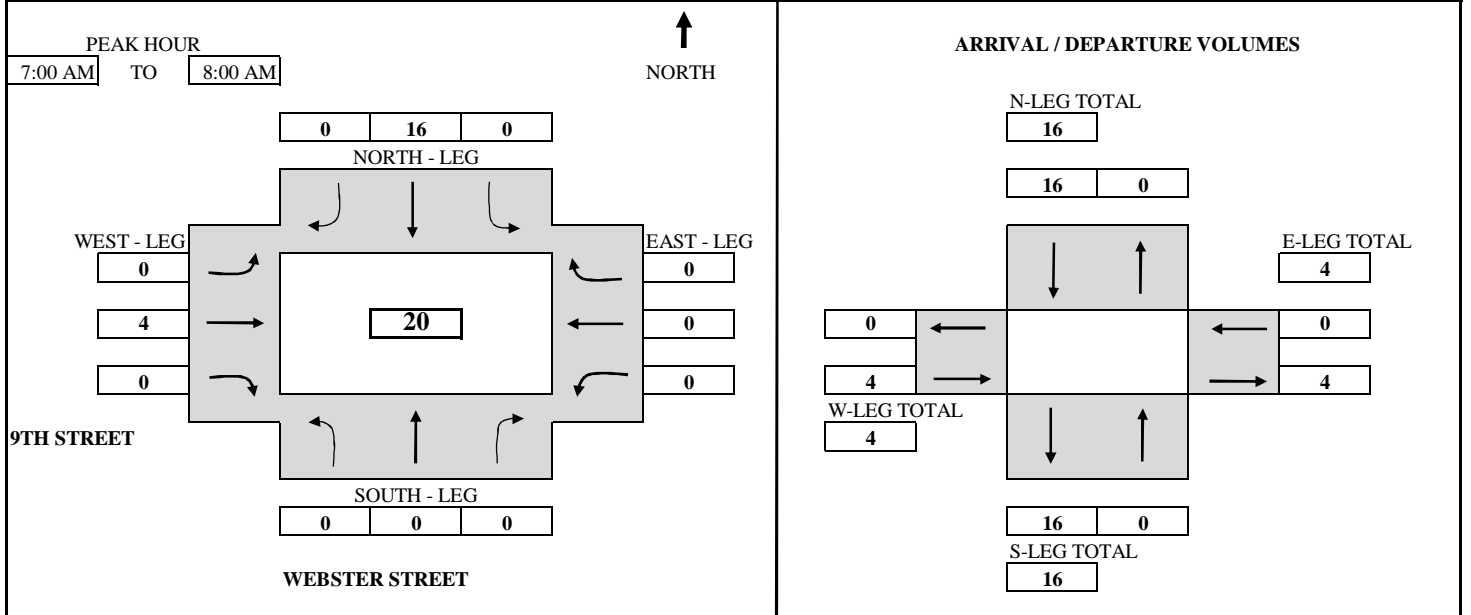 PEAK HOUR
7:00 AM TO 8:00 AM
NORTH
0 16 0
NORTH - LEG
WEST - LEG
EAST - LEG
0
0
4
20
0
0
0
9TH STREET
SOUTH - LEG
0 0 0
WEBSTER STREET
ARRIVAL / DEPARTURE VOLUMES
N-LEG TOTAL
16
16 0
E-LEG TOTAL
4
0
0
4
4
W-LEG TOTAL
4
16 0
S-LEG TOTAL
16